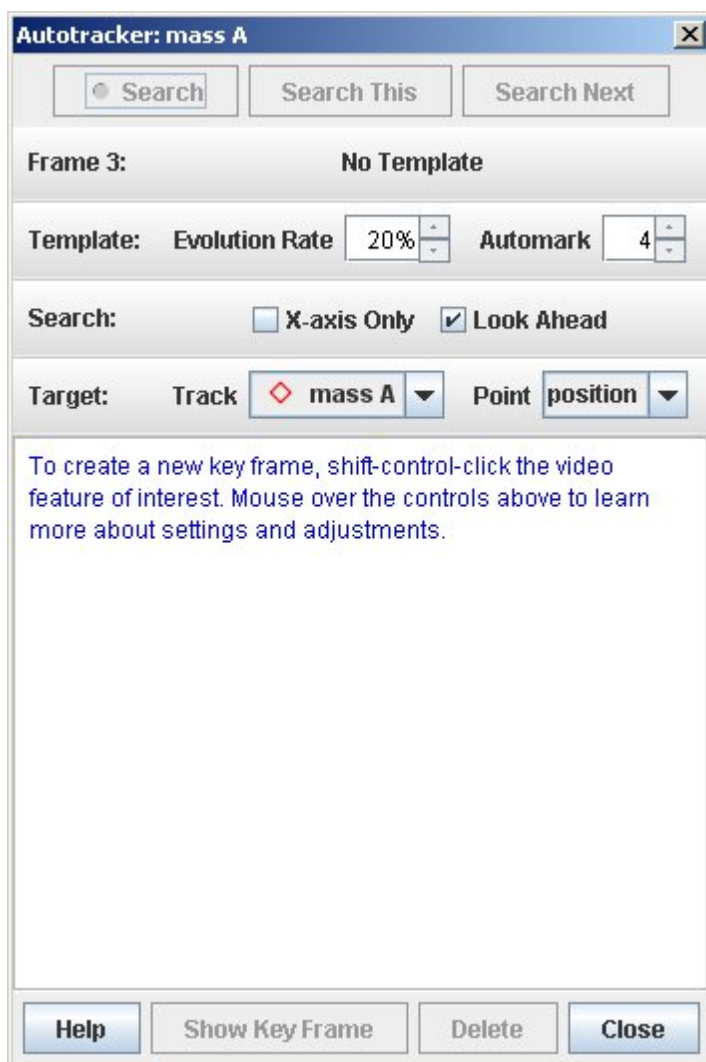 Autotracker: mass A
Search Search This Search Next
Frame 3: No Template
Template: Evolution Rate 20% Automark 4
Search: X-axis Only Look Ahead
Target: Track mass A Point position
To create a new key frame, shift-control-click the video
feature of interest. Mouse over the controls above to learn
more about settings and adjustments.
Help Show Key Frame Delete Close